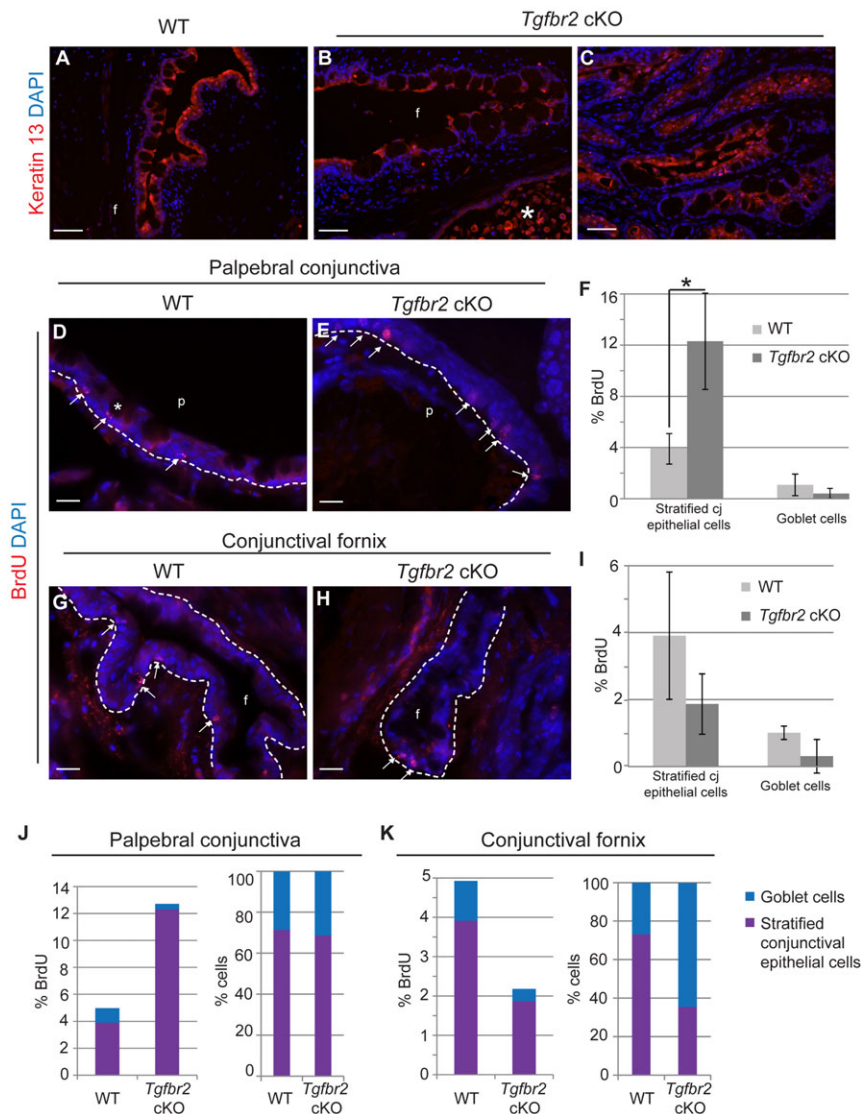 WT
Tgfbr2 cKO
Keratin 13 DAPI
A
f
B
f
*
C
Palpebral conjunctiva
WT
Tgfbr2 cKO
BrdU DAPI
D
*
p
E
p
F
16
12
8
4
0
% BrdU
*
WT
Tgfbr2 cKO
Stratified cj
epithelial cells
Goblet cells
Conjunctival fornix
WT
Tgfbr2 cKO
G
f
H
f
I
6
4
2
0
% BrdU
WT
Tgfbr2 cKO
Stratified cj
epithelial cells
Goblet cells
J
Palpebral conjunctiva
14
12
10
8
6
4
2
0
% BrdU
WT
Tgfbr2
cKO
100
80
60
40
20
0
% cells
WT
Tgfbr2
cKO
K
Conjunctival fornix
5
4
3
2
1
0
% BrdU
WT
Tgfbr2
cKO
100
80
60
40
20
0
% cells
WT
Tgfbr2
cKO
Goblet cells
Stratified
conjunctival
epithelial cells